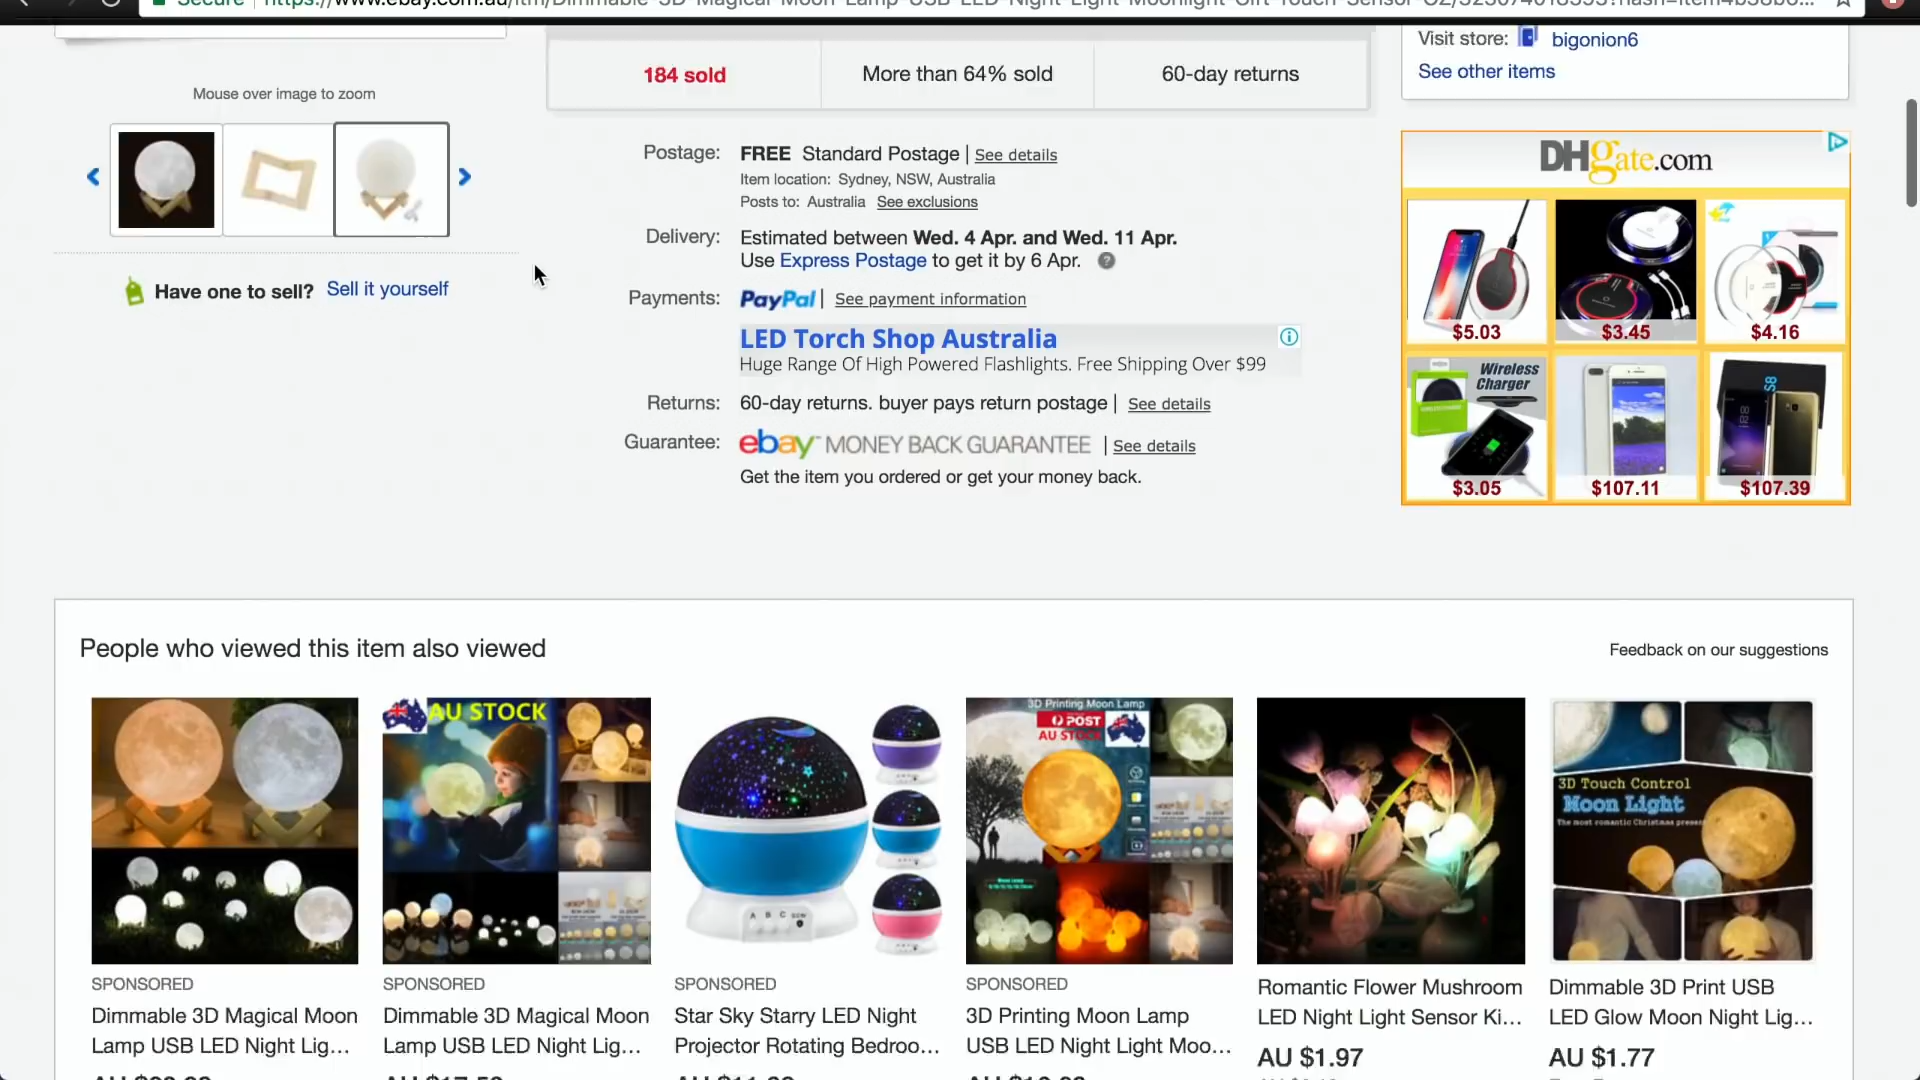 Visit store: bigonion6
See other items
184 sold
More than 64% sold
60-day returns
Mouse over image to zoom
Have one to sell? Sell it yourself
Postage: FREE Standard Postage | See details
Item location: Sydney, NSW, Australia
Posts to: Australia See exclusions
Delivery: Estimated between Wed. 4 Apr. and Wed. 11 Apr.
Use Express Postage to get it by 6 Apr. ?
Payments: PayPal | See payment information
LED Torch Shop Australia
Huge Range Of High Powered Flashlights. Free Shipping Over $99
Returns: 60-day returns. buyer pays return postage | See details
Guarantee: ebay MONEY BACK GUARANTEE | See details
Get the item you ordered or get your money back.
DHgate.com
$5.03
$3.45
$4.16
Wireless
Charger
S8
$3.05
$107.11
$107.39
People who viewed this item also viewed
Feedback on our suggestions
AU STOCK
3D Printing Moon Lamp
POST
AU STOCK
3D Touch Control
Moon Light
The most romantic Christmas present
A B C
SPONSORED
Dimmable 3D Magical Moon
Lamp USB LED Night Lig...
SPONSORED
Dimmable 3D Magical Moon
Lamp USB LED Night Lig...
SPONSORED
Star Sky Starry LED Night
Projector Rotating Bedroo...
SPONSORED
3D Printing Moon Lamp
USB LED Night Light Moo...
Romantic Flower Mushroom
LED Night Light Sensor Ki...
AU $1.97
Dimmable 3D Print USB
LED Glow Moon Night Lig...
AU $1.77